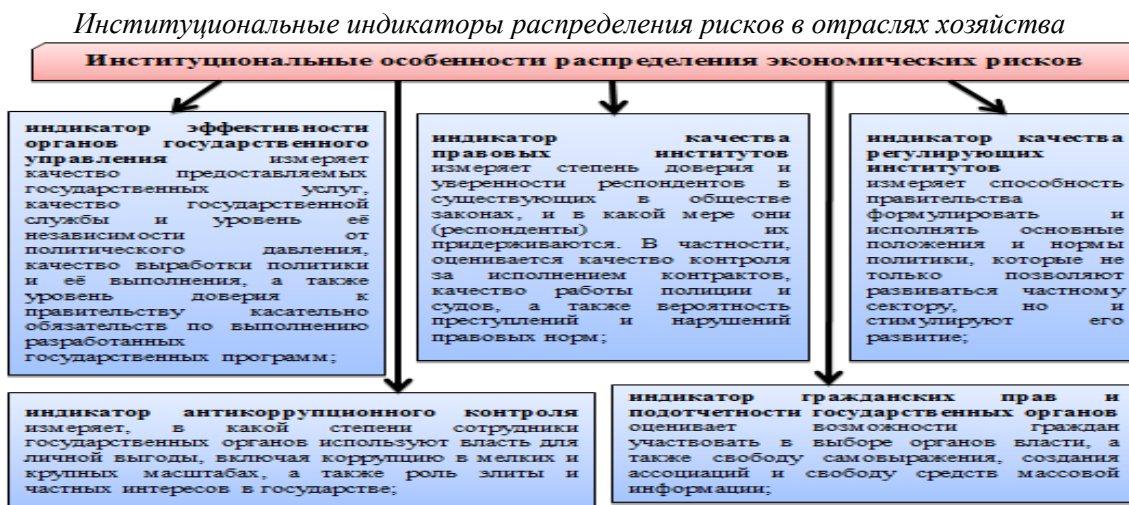 Институциональные индикаторы распределения рисков в отраслях хозяйства
Институциональные особенности распределения экономических рисков
индикатор эффективности
органов государственного
управления измеряет
качество предоставляемых
государственных услуг,
качество государственной
службы и уровень её
независимости от
политического давления,
качество выработки политики
и её выполнения, а также
уровень доверия к
правительству касательно
обязательств по выполнению
разработанных
государственных программ;
индикатор качества
правовых институтов
измеряет степень доверия и
уверенности респондентов в
существующих в обществе
законах, и в какой мере они
(респонденты) их
придерживаются. В частности,
оценивается качество контроля
за исполнением контрактов,
качество работы полиции и
судов, а также вероятность
преступлений и нарушений
правовых норм;
индикатор качества
регулирующих
институтов
измеряет способность
правительства
формулировать и
исполнять основные
положения и нормы
политики, которые не
только позволяют
развиваться частному
сектору, но и
стимулируют его
развитие;
индикатор антикоррупционного контроля
измеряет, в какой степени сотрудники
государственных органов используют власть для
личной выгоды, включая коррупцию в мелких и
крупных масштабах, а также роль элиты и
частных интересов в государстве;
индикатор гражданских прав и
подотчетности государственных органов
оценивает возможности граждан
участвовать в выборе органов власти, а
также свободу самовыражения, создания
ассоциаций и свободу средств массовой
информации;